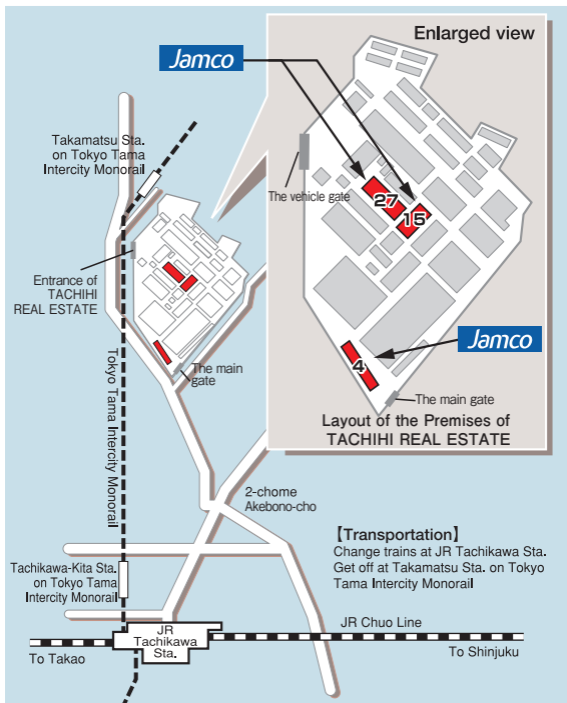 Enlarged view
Jamco
Takamatsu Sta.
on Tokyo Tama
Intercity Monorail
The vehicle gate
27
15
Entrance of
TACHIHI
REAL ESTATE
Jamco
4
The main
gate
The main gate
Layout of the Premises of
TACHIHI REAL ESTATE
Tokyo Tama Intercity Monorail
2-chome
Akebono-cho
【Transportation】
Change trains at JR Tachikawa Sta.
Get off at Takamatsu Sta. on Tokyo
Tama Intercity Monorail
Tachikawa-Kita Sta.
on Tokyo Tama
Intercity Monorail
JR
Tachikawa
Sta.
JR Chuo Line
To Takao
To Shinjuku